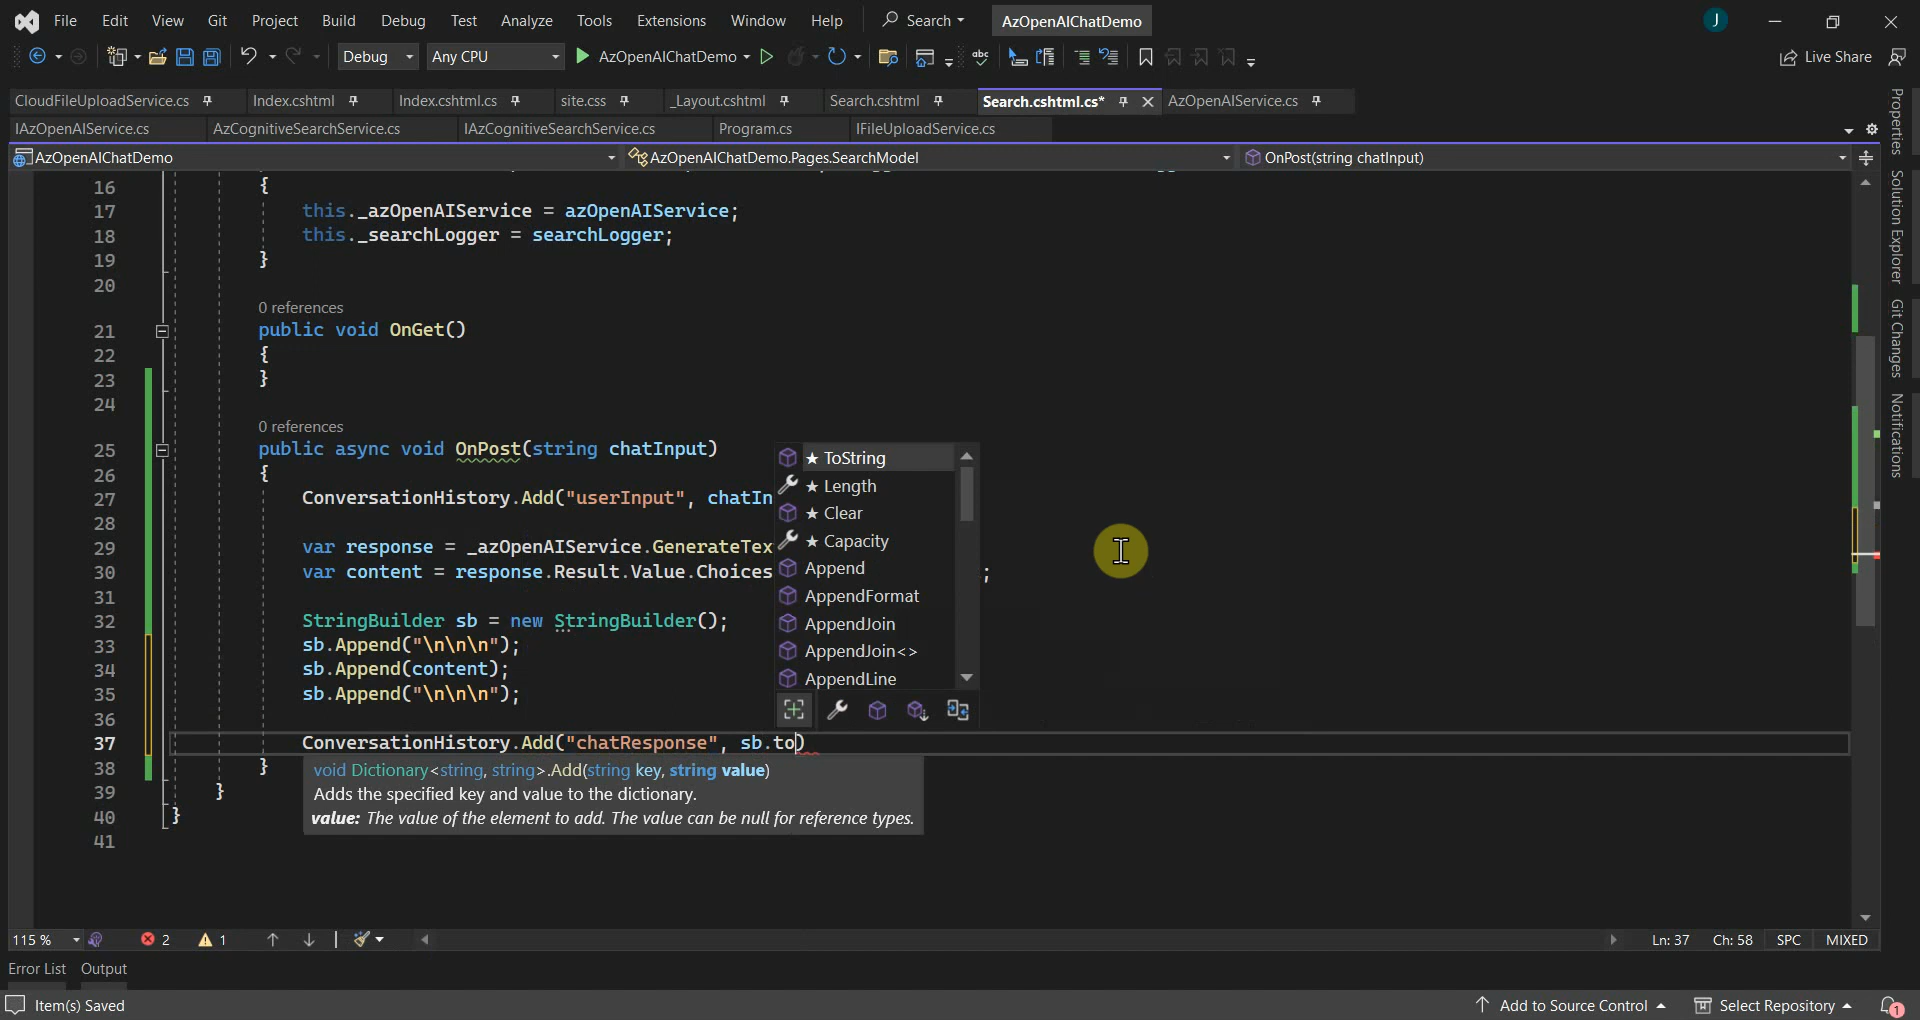 File Edit View Git Project Build Debug Test Analyze Tools Extensions Window Help Search AzOpenAIChatDemo J
Debug Any CPU AzOpenAIChatDemo abc Live Share
CloudFileUploadService.cs Index.cshtml Index.cshtml.cs site.css _Layout.cshtml Search.cshtml Search.cshtml.cs* AzOpenAIService.cs
IAzOpenAIService.cs AzCognitiveSearchService.cs IAzCognitiveSearchService.cs Program.cs IFileUploadService.cs
AzOpenAIChatDemo AzOpenAIChatDemo.Pages.SearchModel OnPost(string chatInput)
16 {
17 this._azOpenAIService = azOpenAIService;
18 this._searchLogger = searchLogger;
19 }
20
0 references
21 public void OnGet()
22 {
23 }
24
0 references
25 public async void OnPost(string chatInput)
26 {
27 ConversationHistory.Add("userInput", chatIn
28
29 var response = _azOpenAIService.GenerateTex
30 var content = response.Result.Value.Choices ;
31
32 StringBuilder sb = new StringBuilder();
33 sb.Append("\n\n\n");
34 sb.Append(content);
35 sb.Append("\n\n\n");
36
37 ConversationHistory.Add("chatResponse", sb.to)
38 }
39 }
40 }
41
★ ToString
★ Length
★ Clear
★ Capacity
Append
AppendFormat
AppendJoin
AppendJoin<>
AppendLine
void Dictionary<string, string>.Add(string key, string value)
Adds the specified key and value to the dictionary.
value: The value of the element to add. The value can be null for reference types.
Properties
Solution Explorer
Git Changes
Notifications
115 % 2 1 Ln: 37 Ch: 58 SPC MIXED
Error List Output
Item(s) Saved Add to Source Control Select Repository 1